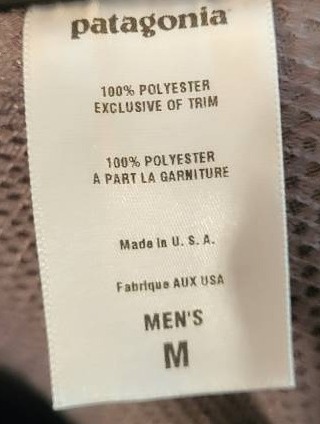 patagonia
100% POLYESTER
EXCLUSIVE OF TRIM
100% POLYESTER
À PART LA GARNITURE
Made in U. S. A.
Fabrique AUX USA
MEN'S
M